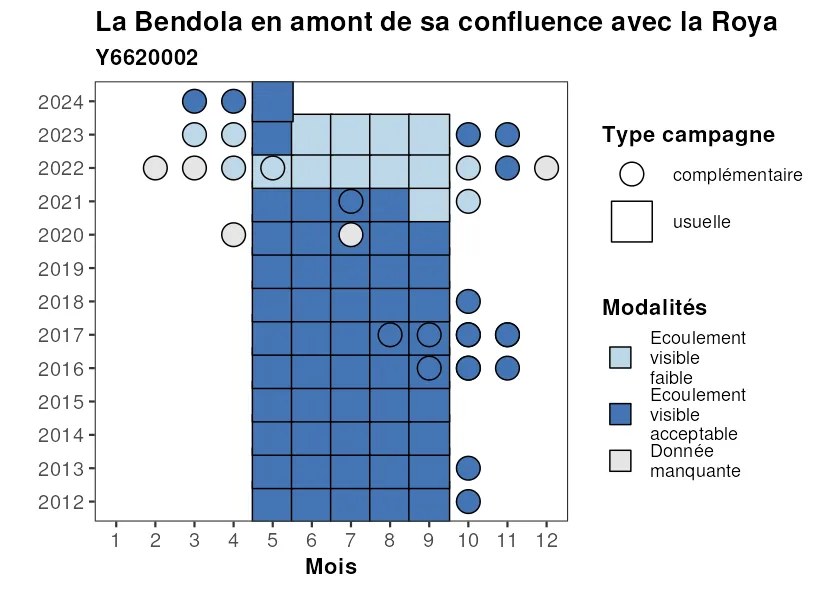 La Bendola en amont de sa confluence avec la Roya
Y6620002
2024
2023
2022
2021
2020
2019
2018
2017
2016
2015
2014
2013
2012
1 2 3 4 5 6 7 8 9 10 11 12
Mois
Type campagne
complémentaire
usuelle
Modalités
Ecoulement
visible
faible
Ecoulement
visible
acceptable
Donnée
manquante